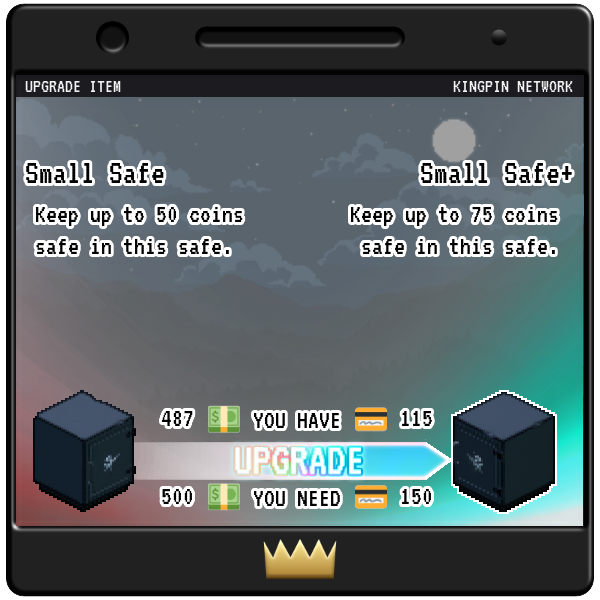 UPGRADE ITEM KINGPIN NETWORK
Small Safe
Keep up to 50 coins
safe in this safe.
Small Safe+
Keep up to 75 coins
safe in this safe.
487 YOU HAVE 115
UPGRADE
500 YOU NEED 150